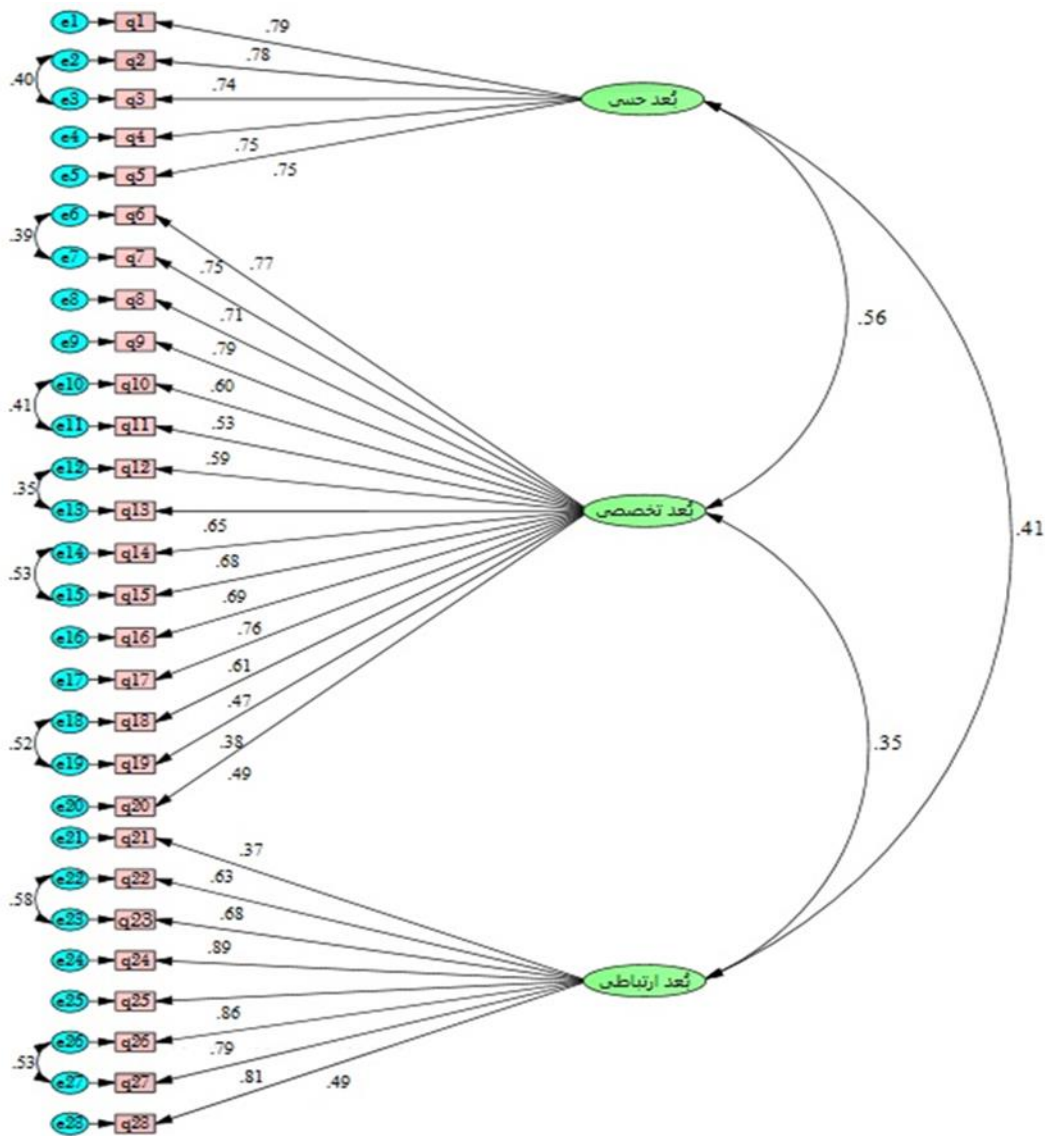 e1 q1 .79
e2 q2 .78
.40
e3 q3 .74
بُعد حسی
e4 q4 .75
e5 q5 .75
e6 q6 .77
.39
e7 q7 .75
e8 q8 .71
.56
e9 q9 .79
e10 q10 .60
.41
e11 q11 .53
e12 q12 .59
.35
e13 q13 .65
بُعد تخصصی
.41
e14 q14 .68
.53
e15 q15 .69
e16 q16 .76
e17 q17 .61
e18 q18 .47
.52
.35
e19 q19 .38
e20 q20 .49
e21 q21 .37
e22 q22 .63
.58
e23 q23 .68
e24 q24 .89
بُعد ارتباطی
e25 q25 .86
e26 q26 .79
.53
e27 q27 .81
e28 q28 .49